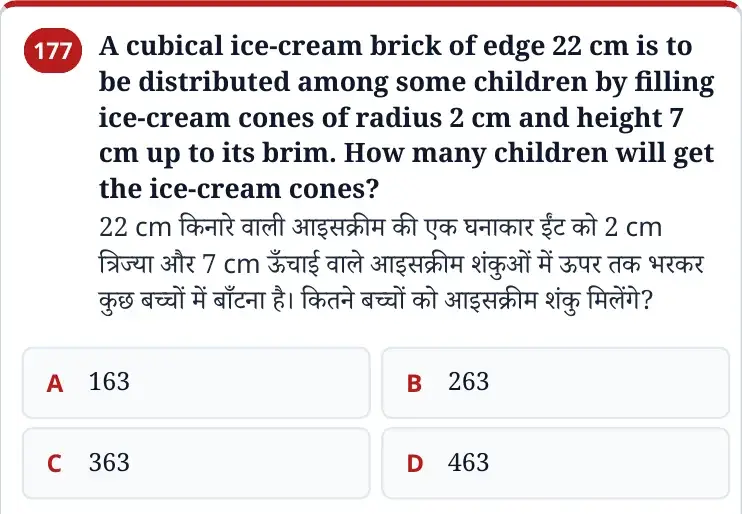 177 A cubical ice-cream brick of edge 22 cm is to
be distributed among some children by filling
ice-cream cones of radius 2 cm and height 7
cm up to its brim. How many children will get
the ice-cream cones?
22 cm किनारे वाली आइसक्रीम की एक घनाकार ईंट को 2 cm
त्रिज्या और 7 cm ऊँचाई वाले आइसक्रीम शंकुओं में ऊपर तक भरकर
कुछ बच्चों में बाँटना है। कितने बच्चों को आइसक्रीम शंकु मिलेंगे?
A 163
B 263
C 363
D 463